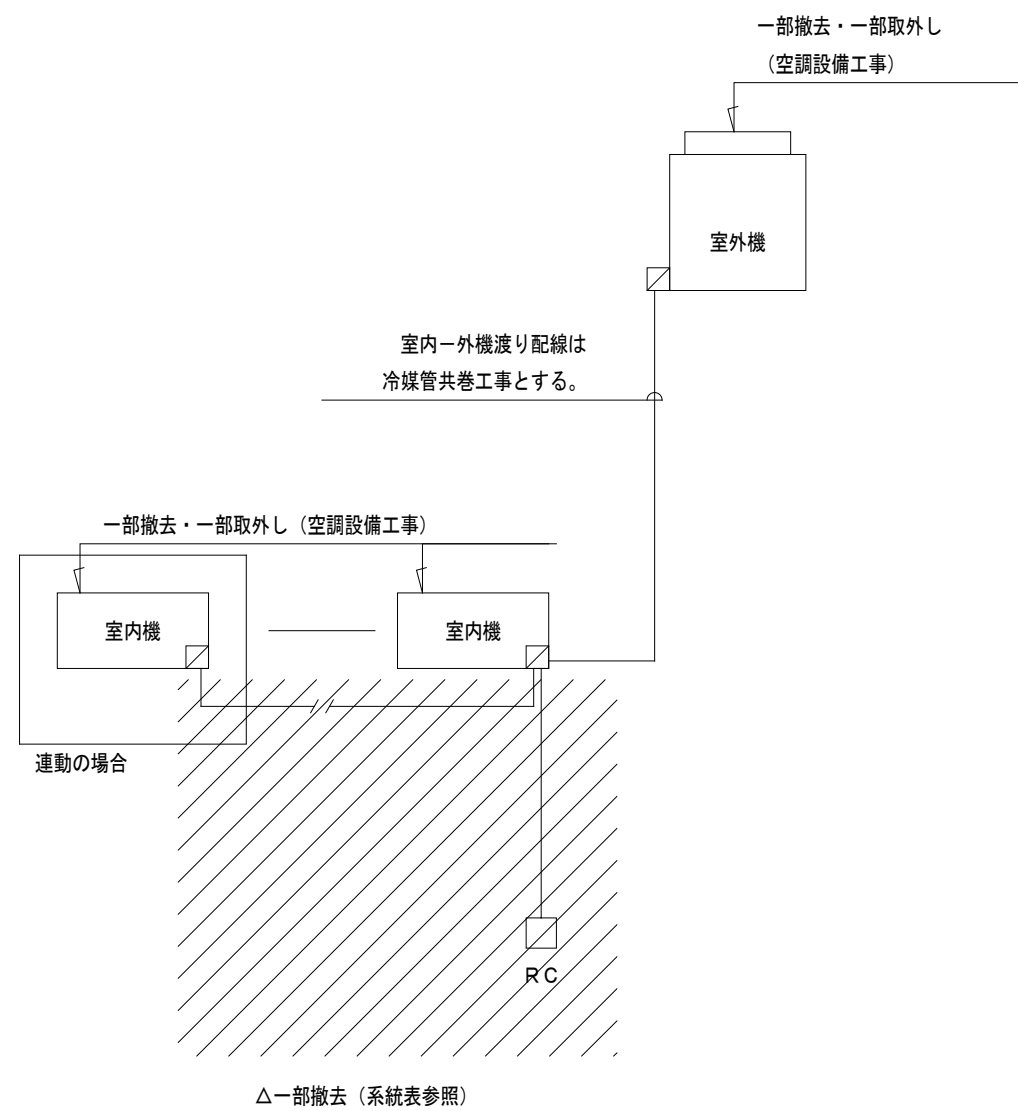 一部撤去・一部取外し
（空調設備工事）
室外機
室内ー外機渡り配線は
冷媒管共巻工事とする。
一部撤去・一部取外し（空調設備工事）
室内機
室内機
連動の場合
ＲＣ
△一部撤去（系統表参照）